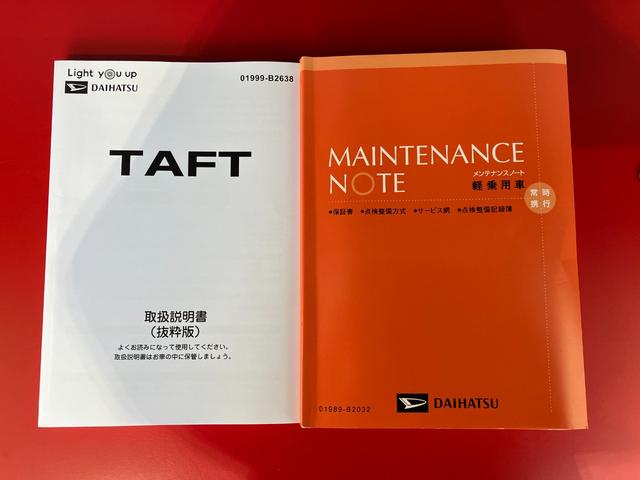 Light you up
DAIHATSU
01999-B2638
TAFT
取扱説明書
（抜粋版）
よくお読みになって使用してください。
取扱説明書はお車の中に保管しましょう。
MAINTENANCE
NOTE
メンテナンスノート
軽乗用車
常時
携行
●保証書 ●点検整備方式 ●サービス網 ●点検整備記録簿
01989-B2032
DAIHATSU